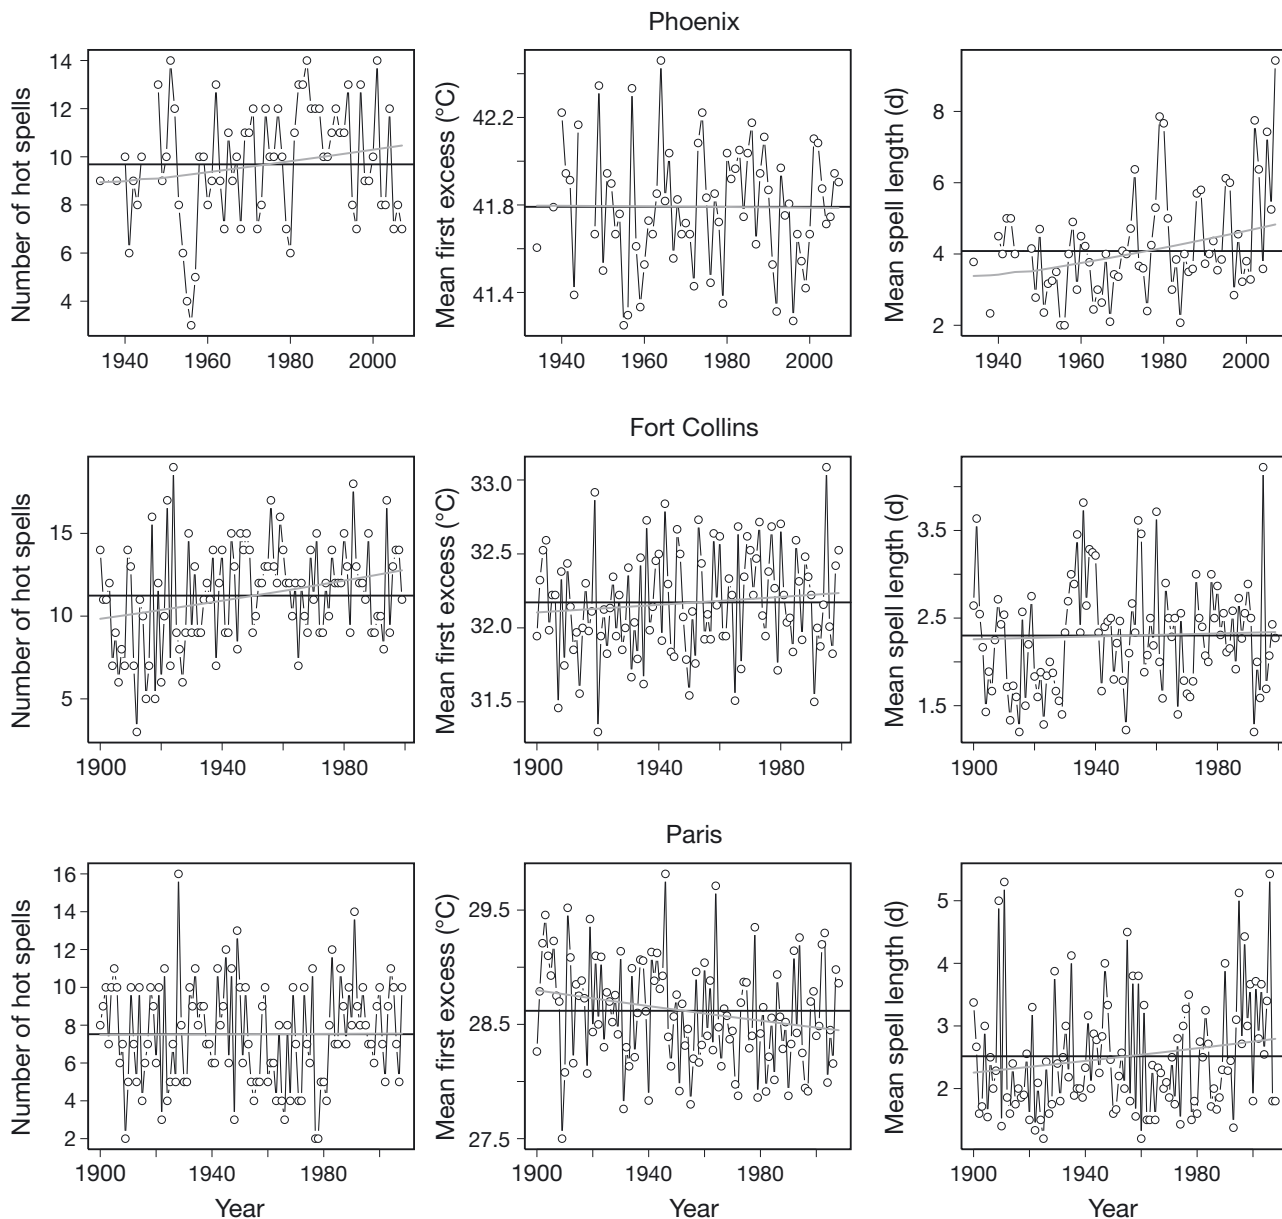 Phoenix
Number of hot spells
14
12
10
8
6
4
1940 1960 1980 2000
Mean first excess (°C)
42.2
41.8
41.4
1940 1960 1980 2000
Mean spell length (d)
8
6
4
2
1940 1960 1980 2000
Fort Collins
Number of hot spells
15
10
5
1900 1940 1980
Mean first excess (°C)
33.0
32.5
32.0
31.5
1900 1940 1980
Mean spell length (d)
3.5
2.5
1.5
1900 1940 1980
Paris
Number of hot spells
16
14
12
10
8
6
4
2
1900 1940 1980
Year
Mean first excess (°C)
29.5
28.5
27.5
1900 1940 1980
Year
Mean spell length (d)
5
4
3
2
1900 1940 1980
Year